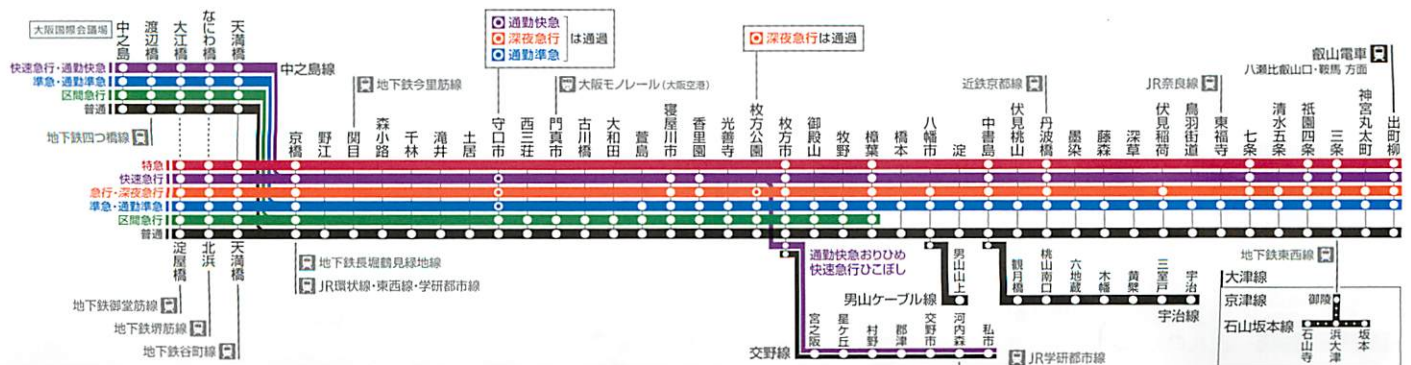 大阪国際会議場
中之島
渡辺橋
大江橋
なにわ橋
天満橋
通勤快急
深夜急行
通勤準急
は通過
深夜急行は通過
叡山電車
八瀬比叡山口・鞍馬 方面
快速急行・通勤快急
準急・通勤準急
区間急行
普通
中之島線
地下鉄四つ橋線
地下鉄今里筋線
大阪モノレール(大阪空港)
近鉄京都線
JR奈良線
京橋
野江
関目
森小路
千林
滝井
土居
守口市
西三荘
門真市
古川橋
大和田
萱島
寝屋川市
香里園
光善寺
枚方公園
枚方市
御殿山
牧野
樟葉
橋本
八幡市
淀
中書島
伏見桃山
丹波橋
墨染
藤森
深草
伏見稲荷
鳥羽街道
東福寺
七条
清水五条
祇園四条
三条
神宮丸太町
出町柳
特急
快速急行
急行・深夜急行
準急・通勤準急
区間急行
普通
淀屋橋
北浜
天満橋
地下鉄御堂筋線
地下鉄堺筋線
地下鉄谷町線
地下鉄長堀鶴見緑地線
JR環状線・東西線・学研都市線
通勤快急おりひめ
快速急行ひこぼし
男山山上
男山ケーブル線
観月橋
桃山南口
六地蔵
木幡
黄檗
三室戸
宇治
宇治線
交野線
宮之阪
星ケ丘
村野
郡津
交野市
河内森
私市
JR学研都市線
地下鉄東西線
大津線
京津線
御陵
石山坂本線
石山寺
浜大津
坂本